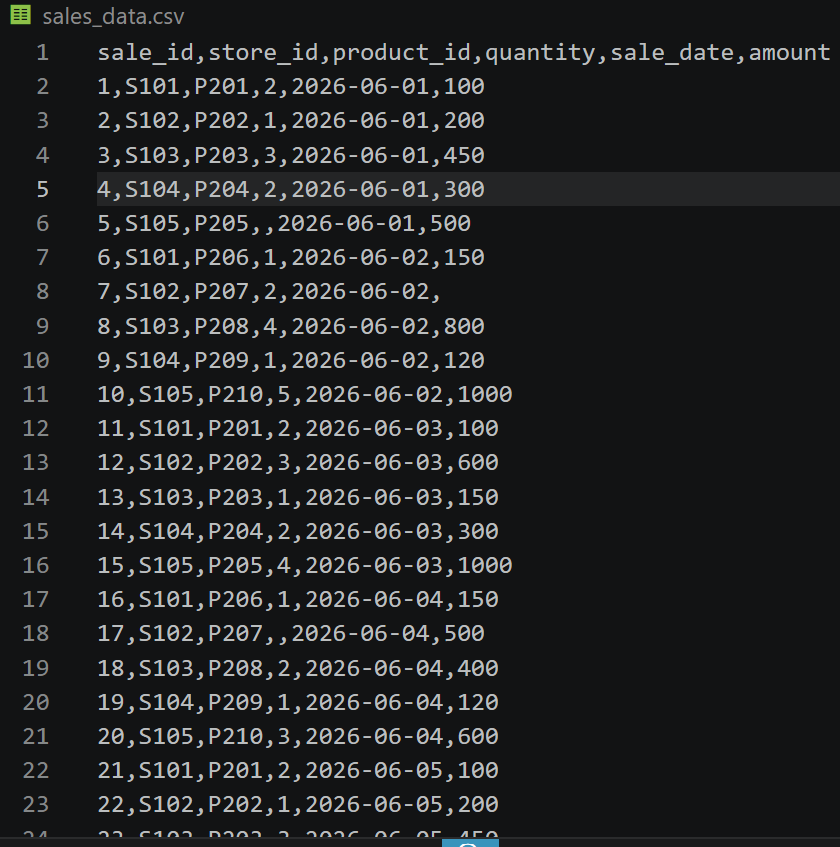 sales_data.csv
1 sale_id,store_id,product_id,quantity,sale_date,amount
2 1,S101,P201,2,2026-06-01,100
3 2,S102,P202,1,2026-06-01,200
4 3,S103,P203,3,2026-06-01,450
5 4,S104,P204,2,2026-06-01,300
6 5,S105,P205,,2026-06-01,500
7 6,S101,P206,1,2026-06-02,150
8 7,S102,P207,2,2026-06-02,
9 8,S103,P208,4,2026-06-02,800
10 9,S104,P209,1,2026-06-02,120
11 10,S105,P210,5,2026-06-02,1000
12 11,S101,P201,2,2026-06-03,100
13 12,S102,P202,3,2026-06-03,600
14 13,S103,P203,1,2026-06-03,150
15 14,S104,P204,2,2026-06-03,300
16 15,S105,P205,4,2026-06-03,1000
17 16,S101,P206,1,2026-06-04,150
18 17,S102,P207,,2026-06-04,500
19 18,S103,P208,2,2026-06-04,400
20 19,S104,P209,1,2026-06-04,120
21 20,S105,P210,3,2026-06-04,600
22 21,S101,P201,2,2026-06-05,100
23 22,S102,P202,1,2026-06-05,200